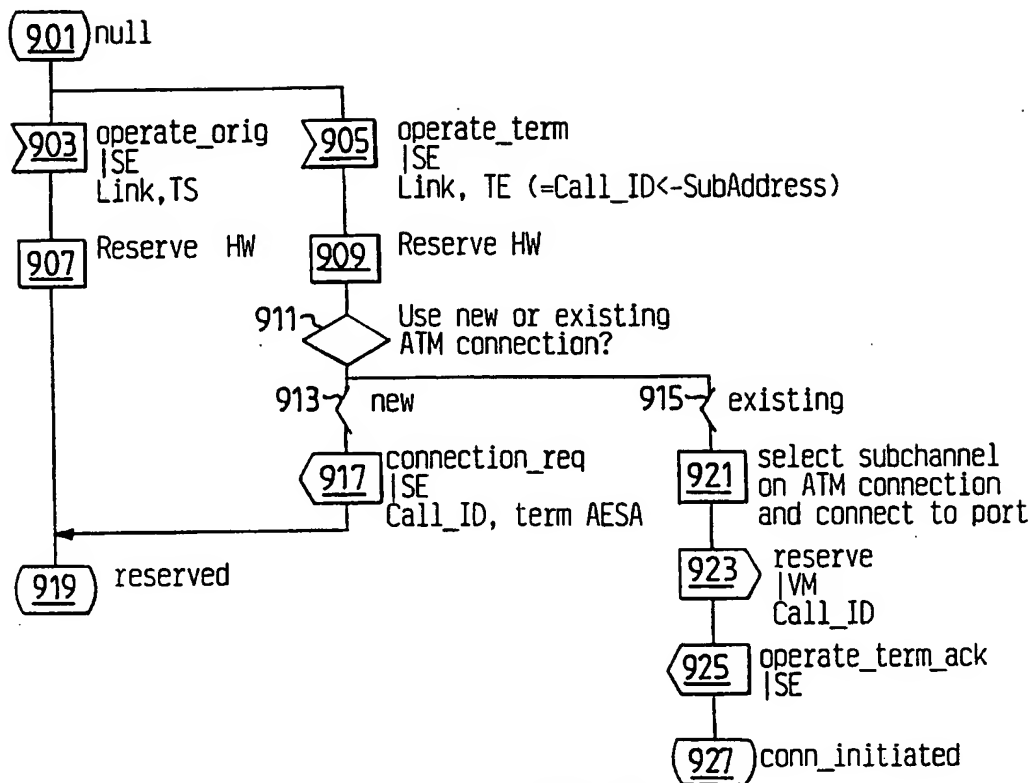 901 null
903 operate_orig
|SE
Link,TS
905 operate_term
|SE
Link, TE (=Call_ID<-SubAddress)
907 Reserve HW
909 Reserve HW
911 Use new or existing
ATM connection?
913 new
915 existing
917 connection_req
|SE
Call_ID, term AESA
921 select subchannel
on ATM connection
and connect to port
919 reserved
923 reserve
|VM
Call_ID
925 operate_term_ack
|SE
927 conn_initiated